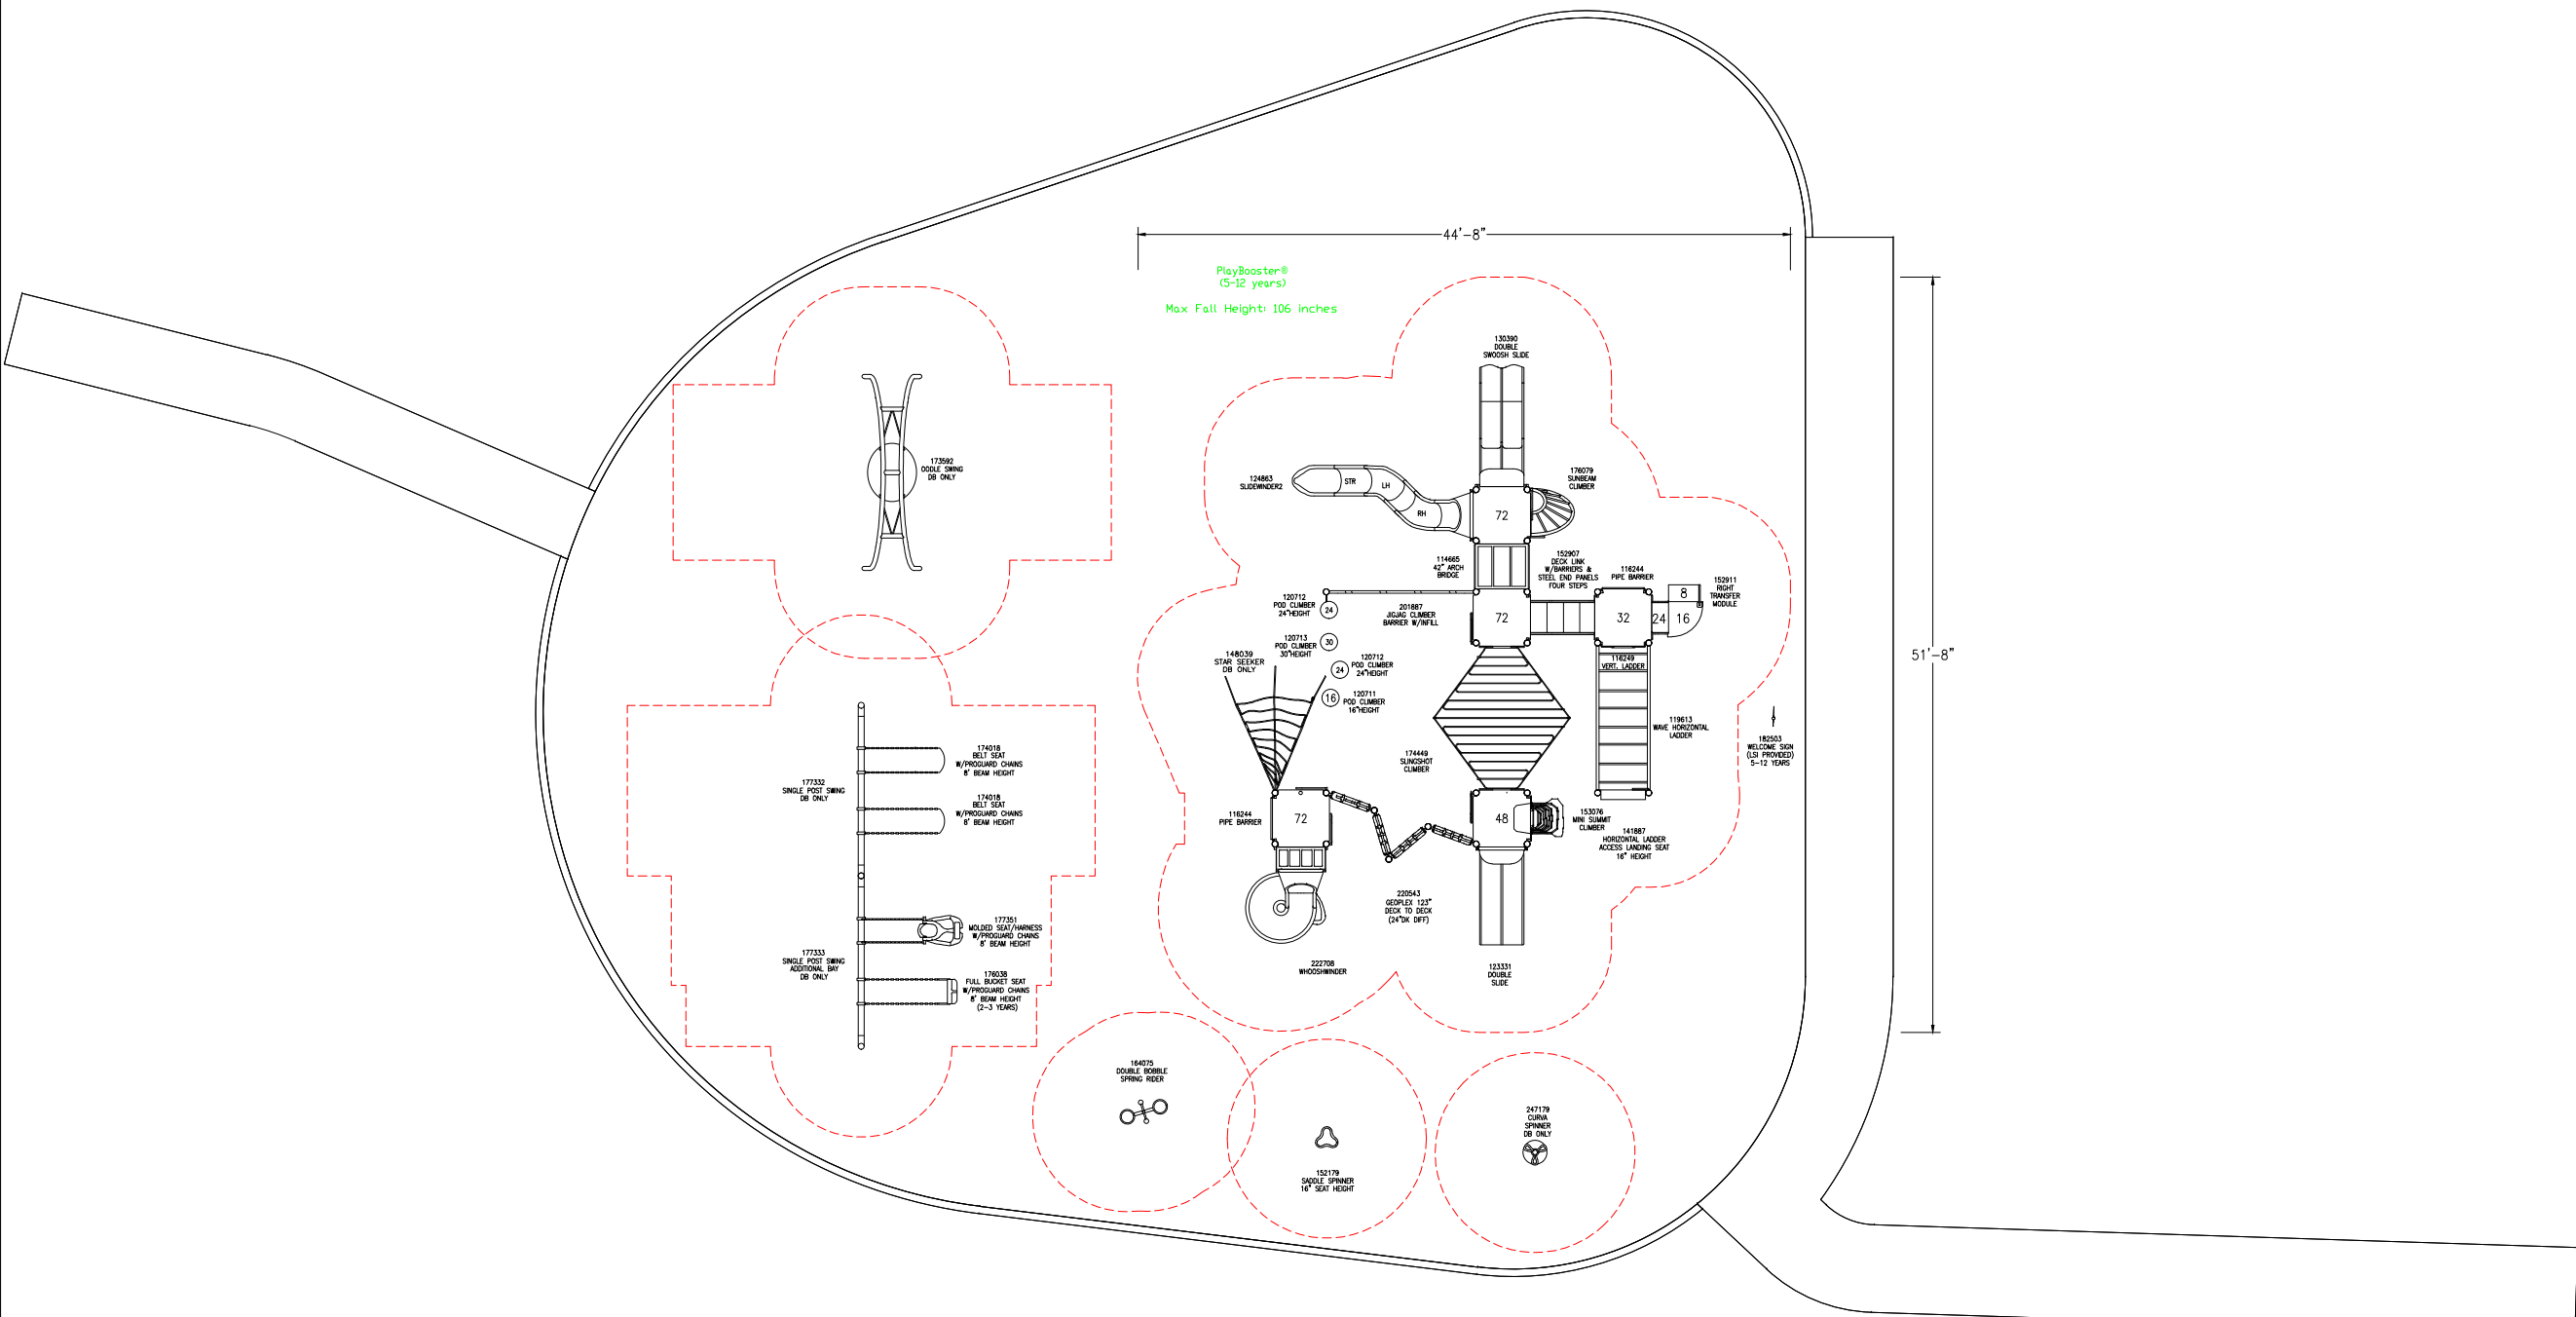 44'-8"
PlayBooster®
(5-12 years)
Max Fall Height: 106 inches
130390
DOUBLE
SWOOSH SLIDE
173592
OODLE SWING
DB ONLY
124863
SLIDEWINDER2
STR
LH
RH
72
176079
SUNBEAM
CLIMBER
114665
42" ARCH
BRIDGE
152907
DECK LINK
W/BARRIERS &
STEEL END PANELS
FOUR STEPS
116244
PIPE BARRIER
152911
RIGHT
TRANSFER
MODULE
8
16
24
32
72
120712
POD CLIMBER
24"HEIGHT
24
201887
JIGJAG CLIMBER
BARRIER W/INFILL
120713
POD CLIMBER
30"HEIGHT
30
148039
STAR SEEKER
DB ONLY
24
120712
POD CLIMBER
24"HEIGHT
16
120711
POD CLIMBER
16"HEIGHT
116249
VERT. LADDER
51'-8"
119613
WAVE HORIZONTAL
LADDER
182503
WELCOME SIGN
(LSI PROVIDED)
5-12 YEARS
174449
SLINGSHOT
CLIMBER
174018
BELT SEAT
W/PROGUARD CHAINS
8' BEAM HEIGHT
177332
SINGLE POST SWING
DB ONLY
174018
BELT SEAT
W/PROGUARD CHAINS
8' BEAM HEIGHT
116244
PIPE BARRIER
72
48
153076
MINI SUMMIT
CLIMBER
141887
HORIZONTAL LADDER
ACCESS LANDING SEAT
16" HEIGHT
220543
GEOPLEX 123"
DECK TO DECK
(24"DK DIFF)
177351
MOLDED SEAT/HARNESS
W/PROGUARD CHAINS
8' BEAM HEIGHT
177333
SINGLE POST SWING
ADDITIONAL BAY
DB ONLY
176038
FULL BUCKET SEAT
W/PROGUARD CHAINS
8' BEAM HEIGHT
(2-3 YEARS)
222708
WHOOSHWINDER
123331
DOUBLE
SLIDE
164075
DOUBLE BOBBLE
SPRING RIDER
152179
SADDLE SPINNER
16" SEAT HEIGHT
247179
CURVA
SPINNER
DB ONLY